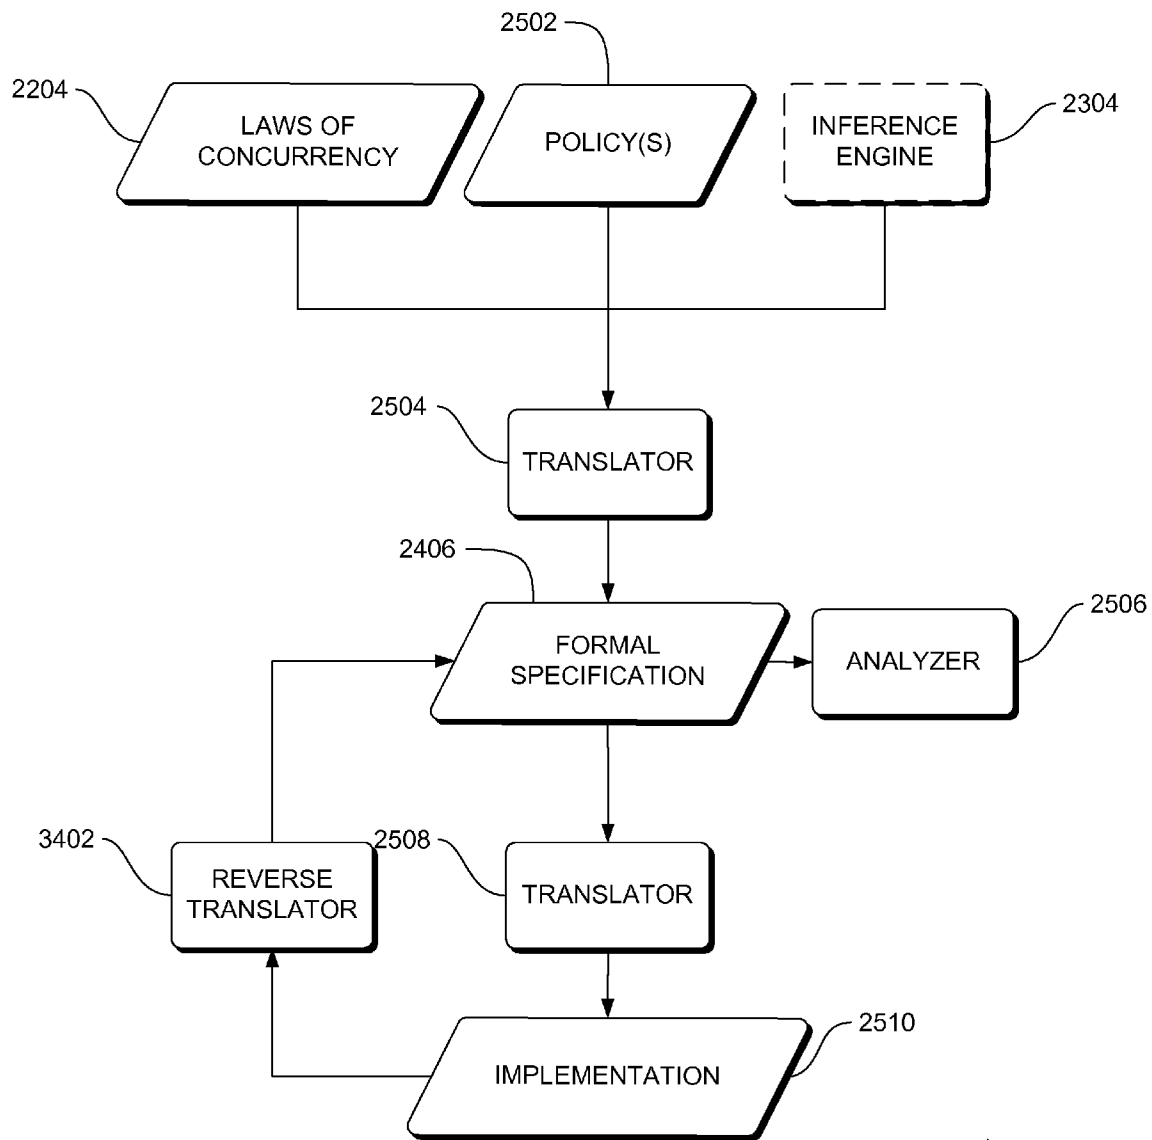 2502
2204
LAWS OF
CONCURRENCY
POLICY(S)
INFERENCE
ENGINE
2304
2504
TRANSLATOR
2406
FORMAL
SPECIFICATION
ANALYZER
2506
3402
REVERSE
TRANSLATOR
2508
TRANSLATOR
IMPLEMENTATION
2510